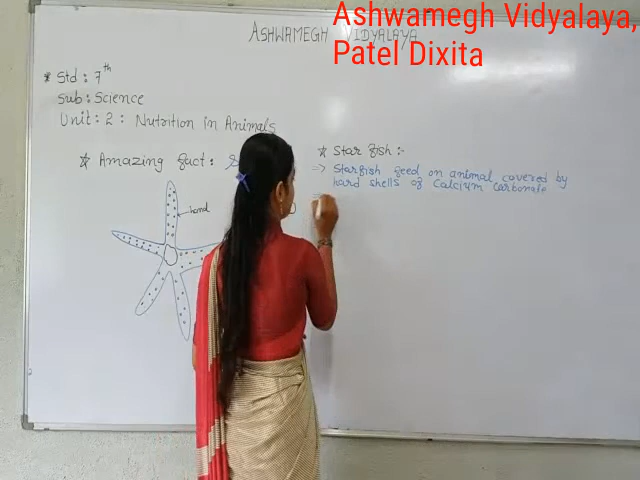 Ashwamegh Vidyalaya,
Patel Dixita
ASHWAMEGH VIDYALAYA
* Std : 7th
Sub : Science
Unit : 2 : Nutrition in Animals
* Amazing fact :
hand
* Star fish :-
=> Starfish feed on animal covered by
hard shells of Calcium Carbonate